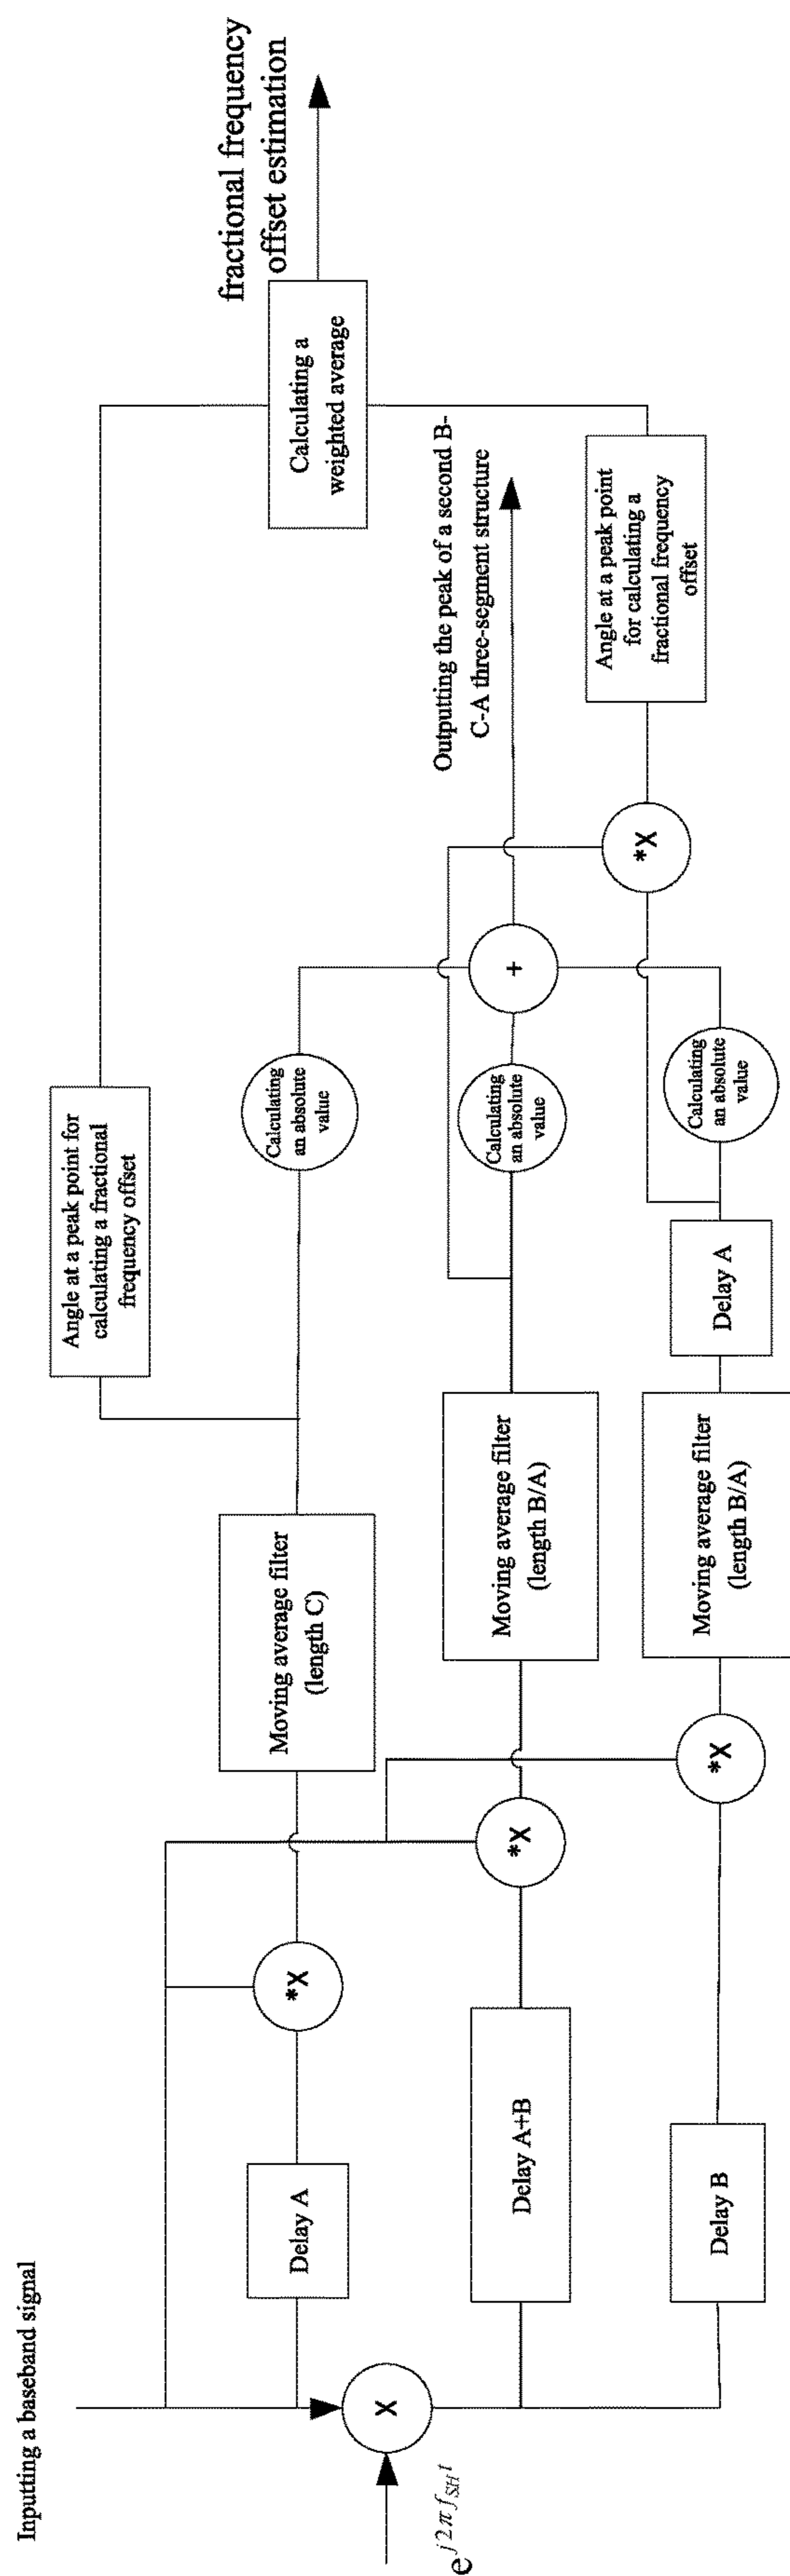 Inputting a baseband signal
e^{j2πf_{SH}t}
X
Delay A
Delay A+B
Delay B
*X
*X
*X
Moving average filter
(length C)
Moving average filter
(length B/A)
Moving average filter
(length B/A)
Delay A
Angle at a peak point for
calculating a fractional
frequency offset
Calculating
an absolute
value
Calculating
an absolute
value
Calculating
an absolute
value
+
*X
Outputting the peak of a second B-
C-A three-segment structure
Angle at a peak point
for calculating a
fractional frequency
offset
Calculating a
weighted average
fractional frequency
offset estimation